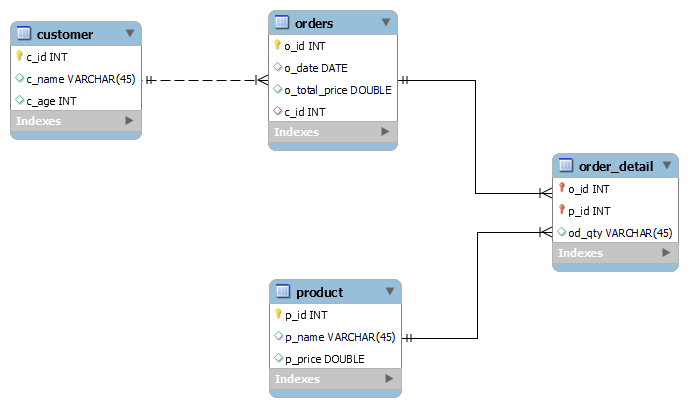 customer
c_id INT
c_name VARCHAR(45)
c_age INT
Indexes
orders
o_id INT
o_date DATE
o_total_price DOUBLE
c_id INT
Indexes
order_detail
o_id INT
p_id INT
od_qty VARCHAR(45)
Indexes
product
p_id INT
p_name VARCHAR(45)
p_price DOUBLE
Indexes